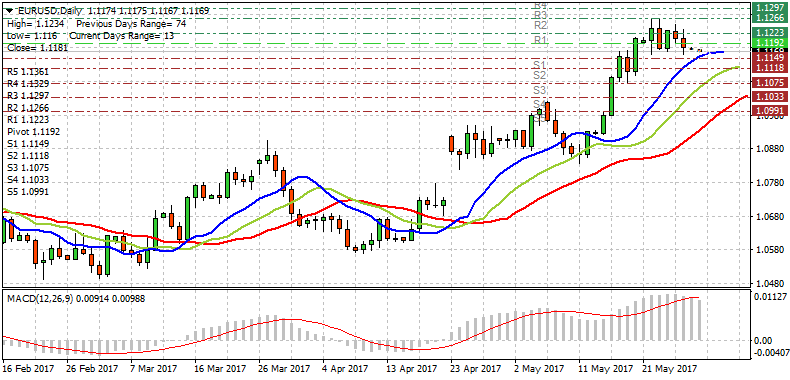 EURUSD,Daily 1.1174 1.1175 1.1167 1.1169
High= 1.1234 Previous Days Range= 74
Low= 1.116 Current Days Range= 13
Close= 1.1181
R5 1.1361
R4 1.1329
R3 1.1297
R2 1.1266
R1 1.1223
Pivot 1.1192
S1 1.1149
S2 1.1118
S3 1.1075
S4 1.1033
S5 1.0991
R4
R3
R2
R1
S1
S2
S3
S4
S5
1.1297
1.1266
1.1223
1.1192
1.1149
1.1118
1.1075
1.1033
1.0991
1.0980
1.0880
1.0780
1.0680
1.0580
1.0480
MACD(12,26,9) 0.00914 0.00988
0.01127
0.00
-0.00407
16 Feb 2017 26 Feb 2017 7 Mar 2017 16 Mar 2017 26 Mar 2017 4 Apr 2017 13 Apr 2017 23 Apr 2017 2 May 2017 11 May 2017 21 May 2017